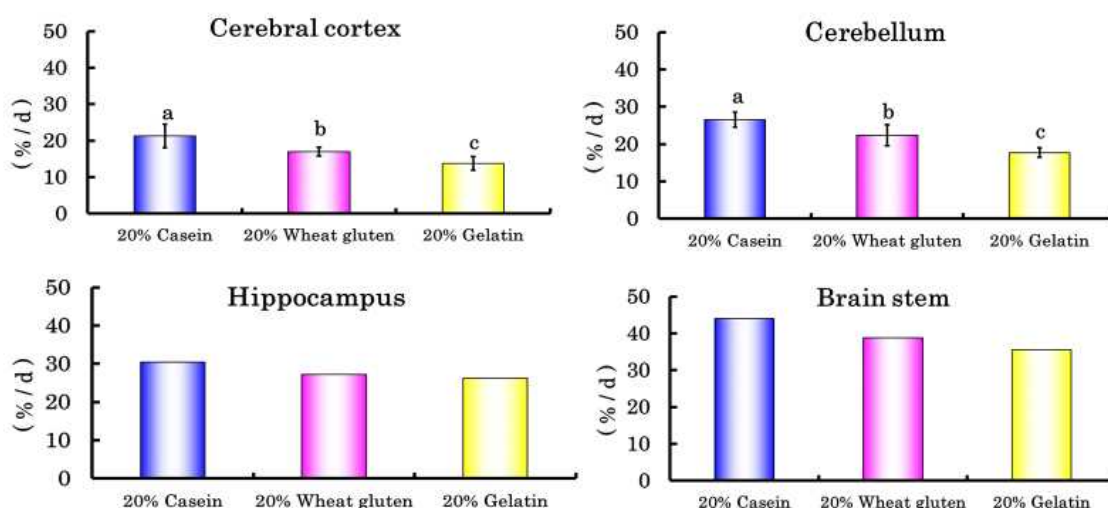 Cerebral cortex
50
40
30
20
10
0
( % / d )
a
b
c
20% Casein 20% Wheat gluten 20% Gelatin
Cerebellum
50
40
30
20
10
0
( % / d )
a
b
c
20% Casein 20% Wheat gluten 20% Gelatin
Hippocampus
50
40
30
20
10
0
( % / d )
20% Casein 20% Wheat gluten 20% Gelatin
Brain stem
50
40
30
20
10
0
( % / d )
20% Casein 20% Wheat gluten 20% Gelatin